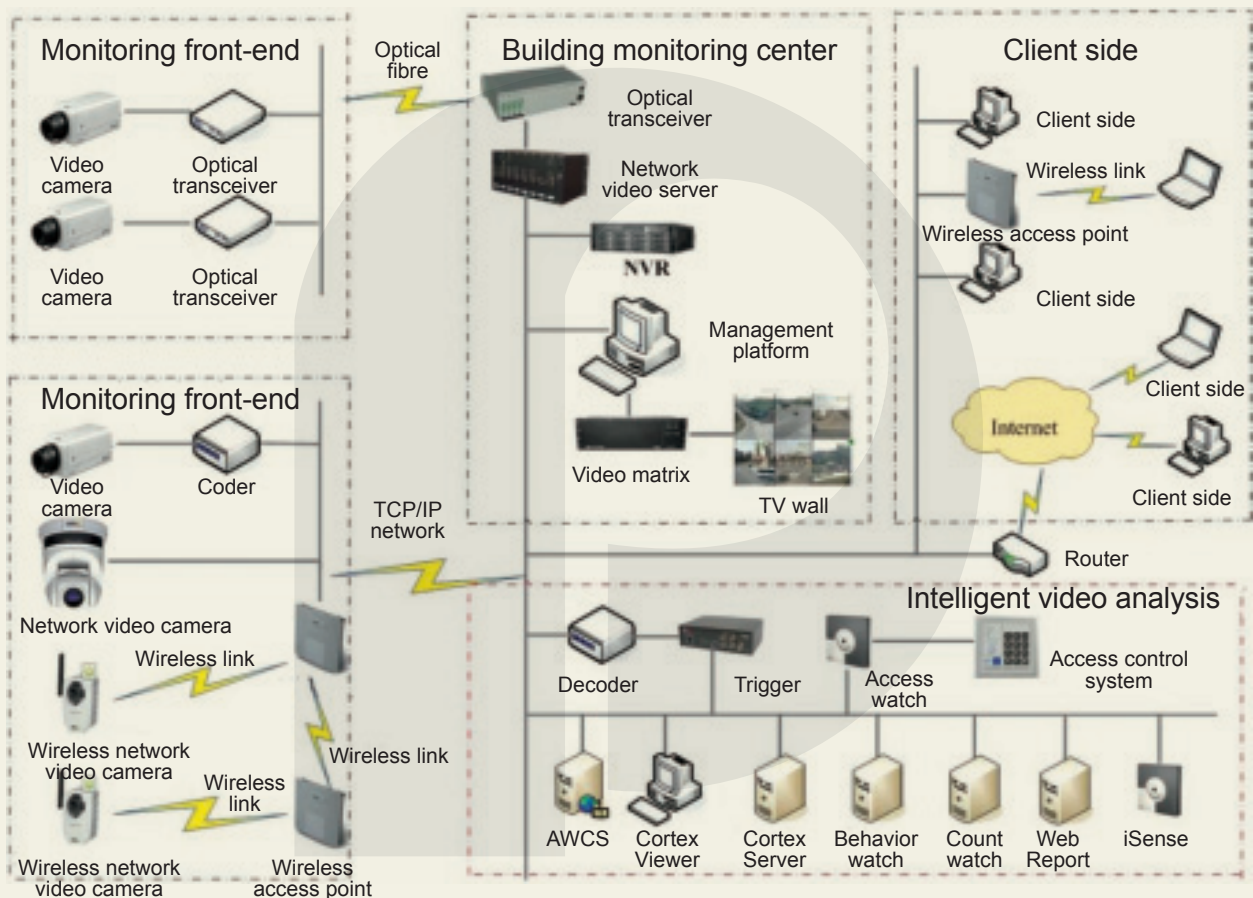 Monitoring front-end
Video
camera
Optical
transceiver
Video
camera
Optical
transceiver
Optical
fibre
Building monitoring center
Optical
transceiver
Network
video server
NVR
Management
platform
Video matrix
TV wall
Client side
Client side
Wireless link
Wireless access point
Client side
Internet
Client side
Client side
Router
Monitoring front-end
Video
camera
Coder
Network video camera
Wireless link
Wireless network
video camera
Wireless link
Wireless
link
Wireless network
video camera
Wireless
access point
TCP/IP
network
Intelligent video analysis
Decoder
Trigger
Access
watch
Access control
system
AWCS
Cortex
Viewer
Cortex
Server
Behavior
watch
Count
watch
Web
Report
iSense